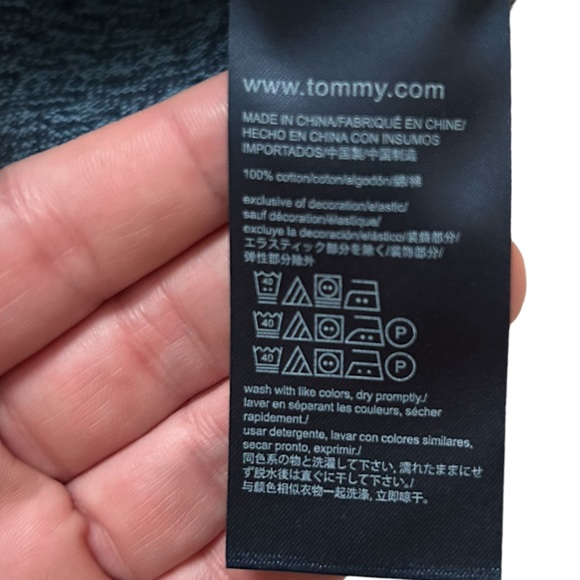 www.tommy.com
MADE IN CHINA/FABRIQUÉ EN CHINE/
HECHO EN CHINA CON INSUMOS
IMPORTADOS/中国製/中国制造
100% cotton/coton/algodón/綿/棉
exclusive of decoration/elastic/
sauf décoration/élastique/
excluye la decoración/elástico/装飾部分/
エラスティック部分を除く/装饰部分/
弹性部分除外
40
40 P
40 P
wash with like colors, dry promptly./
laver en séparant les couleurs, sécher
rapidement./
usar detergente, lavar con colores similares,
secar pronto, exprimir./
同色系の物と洗濯して下さい, 濡れたままにせ
ず脱水後は直ぐに干して下さい。/
与颜色相似衣物一起洗涤, 立即晾干。